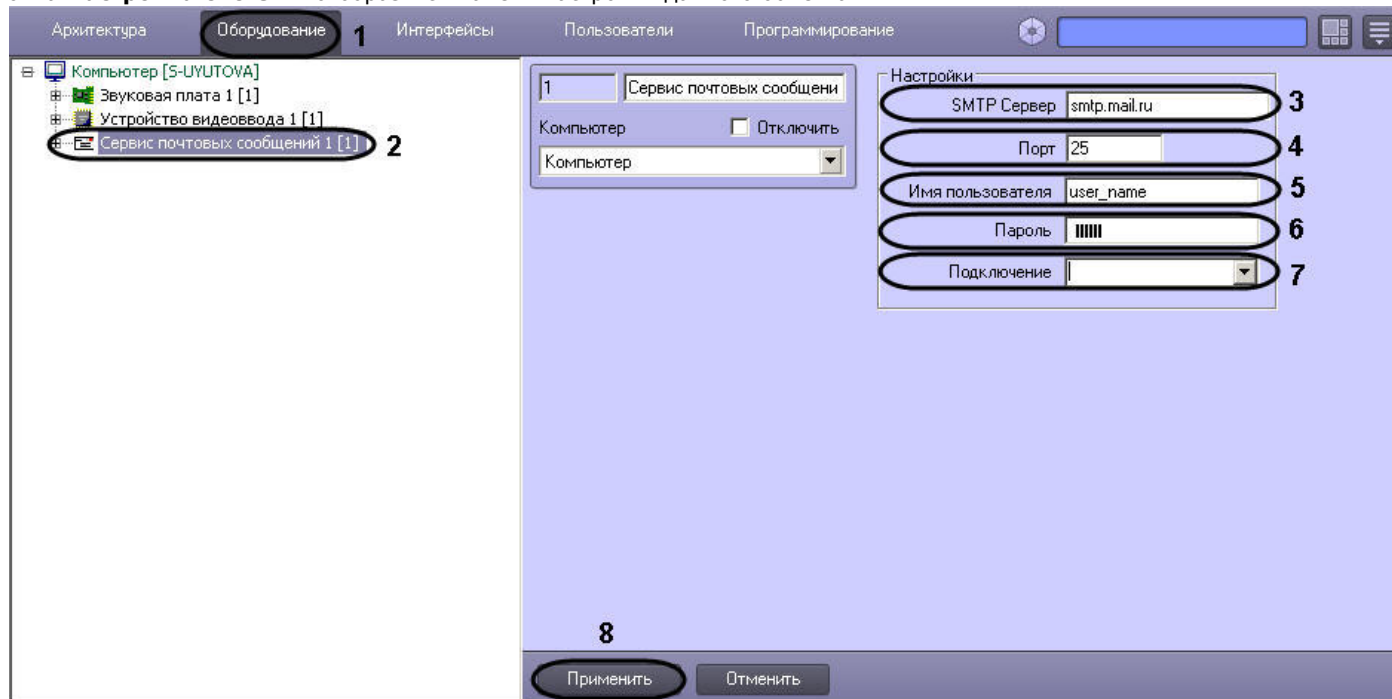 Архитектура Оборудование 1 Интерфейсы Пользователи Программирование
Компьютер [S-UYUTOVA]
Звуковая плата 1 [1]
Устройство видеоввода 1 [1]
Сервис почтовых сообщений 1 [1] 2
1 Сервис почтовых сообщени
Компьютер Отключить
Компьютер
Настройки
SMTP Сервер smtp.mail.ru 3
Порт 25 4
Имя пользователя user_name 5
Пароль 6
Подключение 7
8
Применить Отменить